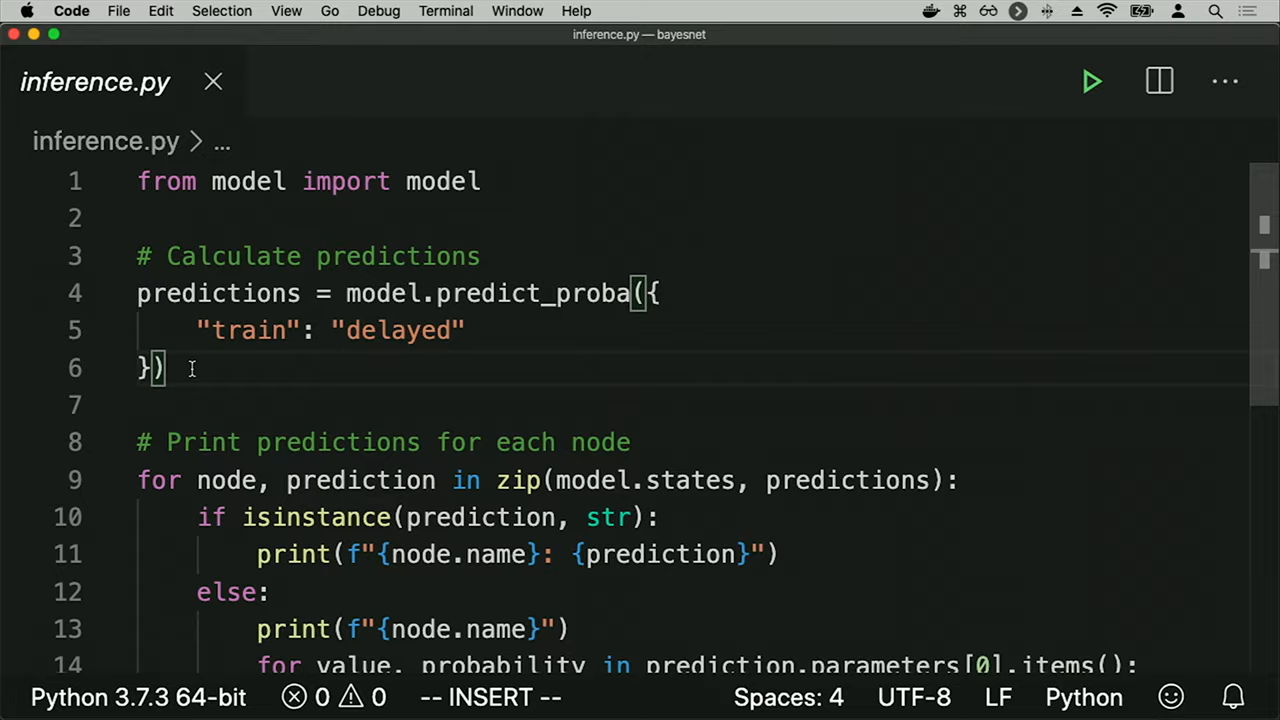 Code File Edit Selection View Go Debug Terminal Window Help
inference.py — bayesnet
inference.py
inference.py > ...
1 from model import model
2
3 # Calculate predictions
4 predictions = model.predict_proba({
5 "train": "delayed"
6 })
7
8 # Print predictions for each node
9 for node, prediction in zip(model.states, predictions):
10 if isinstance(prediction, str):
11 print(f"{node.name}: {prediction}")
12 else:
13 print(f"{node.name}")
14 for value, probability in prediction.parameters[0].items():
Python 3.7.3 64-bit 0 0 -- INSERT -- Spaces: 4 UTF-8 LF Python